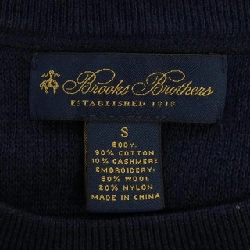 Brooks Brothers
ESTABLISHED 1818
S
BODY:
90% COTTON
10% CASHMERE
EMBROIDERY:
80% WOOL
20% NYLON
MADE IN CHINA